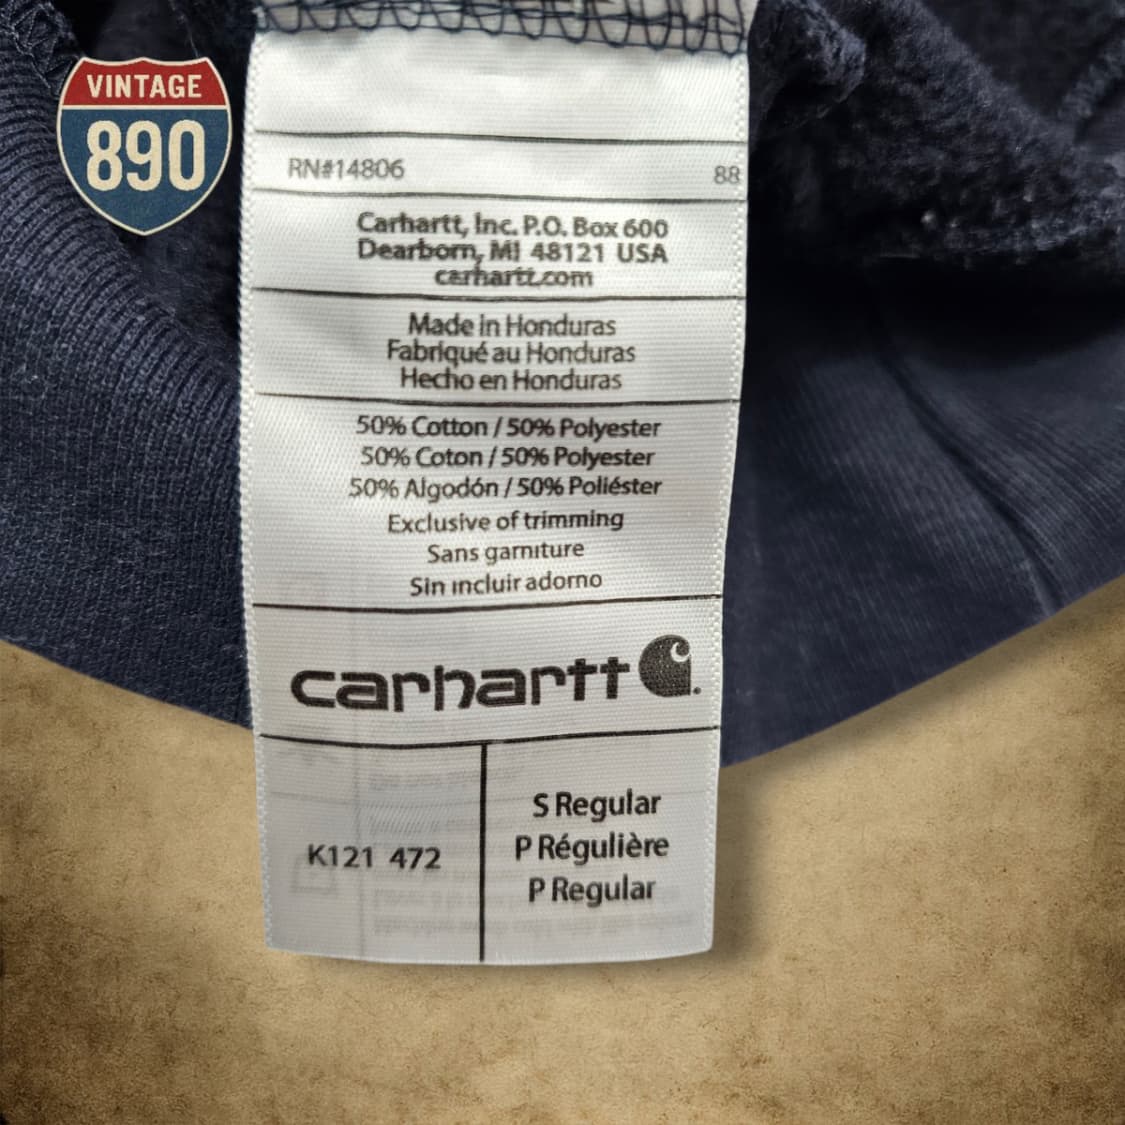 VINTAGE
890
RN#14806 88
Carhartt, Inc. P.O. Box 600
Dearborn, MI 48121 USA
carhartt.com
Made in Honduras
Fabriqué au Honduras
Hecho en Honduras
50% Cotton / 50% Polyester
50% Coton / 50% Polyester
50% Algodón / 50% Poliéster
Exclusive of trimming
Sans garniture
Sin incluir adorno
carhartt
K121 472
S Regular
P Régulière
P Regular